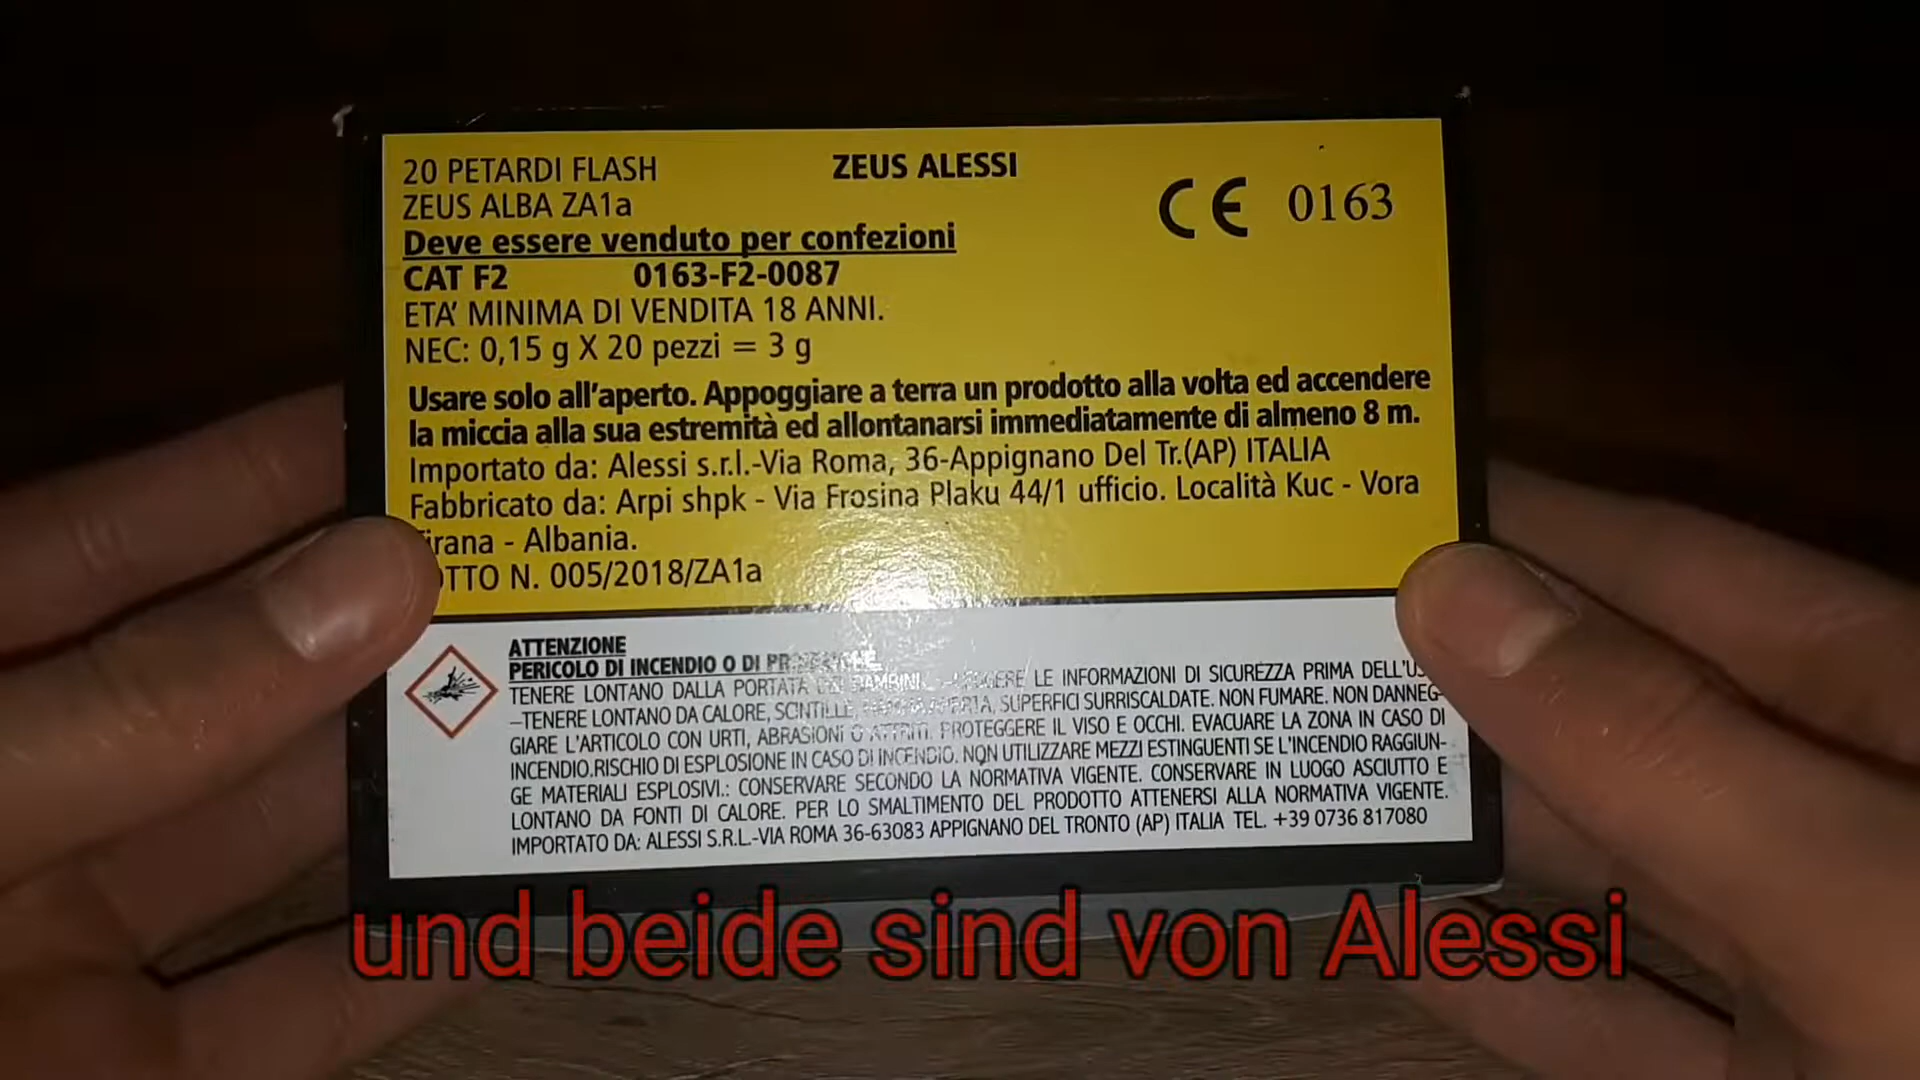 20 PETARDI FLASH ZEUS ALESSI
ZEUS ALBA ZA1a
CE 0163
Deve essere venduto per confezioni
CAT F2 0163-F2-0087
ETA' MINIMA DI VENDITA 18 ANNI.
NEC: 0,15 g X 20 pezzi = 3 g
Usare solo all'aperto. Appoggiare a terra un prodotto alla volta ed accendere
la miccia alla sua estremità ed allontanarsi immediatamente di almeno 8 m.
Importato da: Alessi s.r.l.-Via Roma, 36-Appignano Del Tr.(AP) ITALIA
Fabbricato da: Arpi shpk - Via Frosina Plaku 44/1 ufficio. Località Kuc - Vora
irana - Albania.
OTTO N. 005/2018/ZA1a
ATTENZIONE
PERICOLO DI INCENDIO O DI
TENERE LONTANO DALLA PORTATA BAMBINI LE INFORMAZIONI DI SICUREZZA PRIMA DELL'US
-TENERE LONTANO DA CALORE, SCINTILLE, SUPERFICI SURRISCALDATE. NON FUMARE. NON DANNEG-
GIARE L'ARTICOLO CON URTI, ABRASIONI O ATTRITI. PROTEGGERE IL VISO E OCCHI. EVACUARE LA ZONA IN CASO DI
INCENDIO.RISCHIO DI ESPLOSIONE IN CASO DI INCENDIO. NON UTILIZZARE MEZZI ESTINGUENTI SE L'INCENDIO RAGGIUN-
GE MATERIALI ESPLOSIVI.: CONSERVARE SECONDO LA NORMATIVA VIGENTE. CONSERVARE IN LUOGO ASCIUTTO E
LONTANO DA FONTI DI CALORE. PER LO SMALTIMENTO DEL PRODOTTO ATTENERSI ALLA NORMATIVA VIGENTE.
IMPORTATO DA: ALESSI S.R.L.-VIA ROMA 36-63083 APPIGNANO DEL TRONTO (AP) ITALIA TEL. +39 0736 817080
und beide sind von Alessi